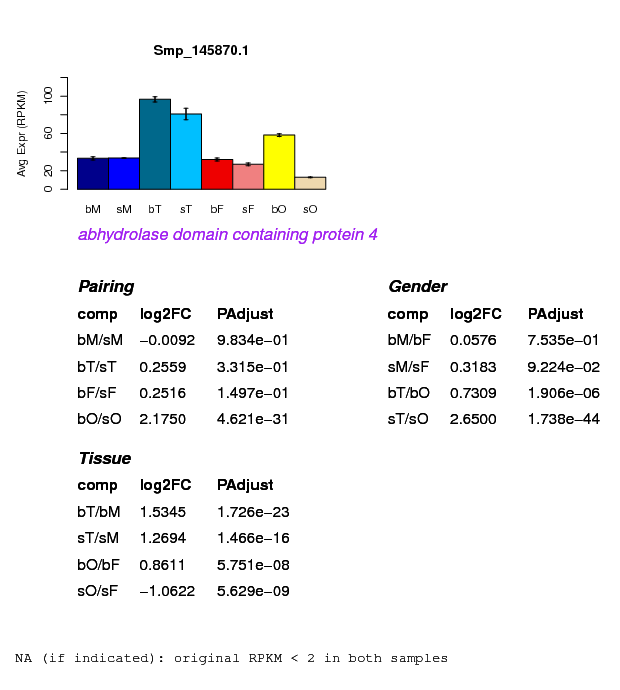 Smp_145870.1
Avg Expr (RPKM)
100
60
20
0
bM sM bT sT bF sF bO sO
abhydrolase domain containing protein 4
Pairing
comp log2FC PAdjust
bM/sM −0.0092 9.834e−01
bT/sT 0.2559 3.315e−01
bF/sF 0.2516 1.497e−01
bO/sO 2.1750 4.621e−31
Gender
comp log2FC PAdjust
bM/bF 0.0576 7.535e−01
sM/sF 0.3183 9.224e−02
bT/bO 0.7309 1.906e−06
sT/sO 2.6500 1.738e−44
Tissue
comp log2FC PAdjust
bT/bM 1.5345 1.726e−23
sT/sM 1.2694 1.466e−16
bO/bF 0.8611 5.751e−08
sO/sF −1.0622 5.629e−09
NA (if indicated): original RPKM < 2 in both samples